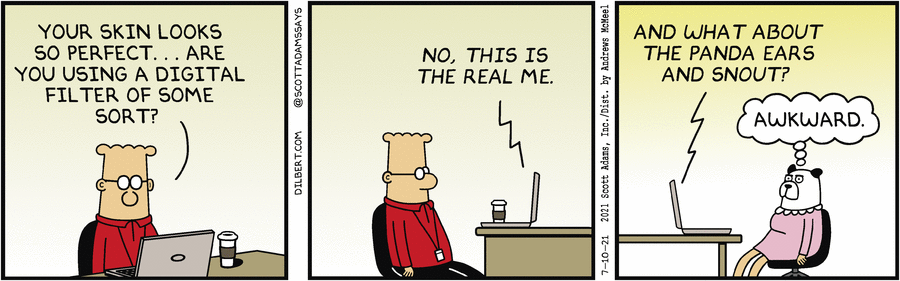 YOUR SKIN LOOKS
SO PERFECT... ARE
YOU USING A DIGITAL
FILTER OF SOME
SORT?
DILBERT.COM @SCOTTADAMSSAYS
NO, THIS IS
THE REAL ME.
7-10-21 2021 Scott Adams, Inc./Dist. by Andrews McMeel
AND WHAT ABOUT
THE PANDA EARS
AND SNOUT?
AWKWARD.